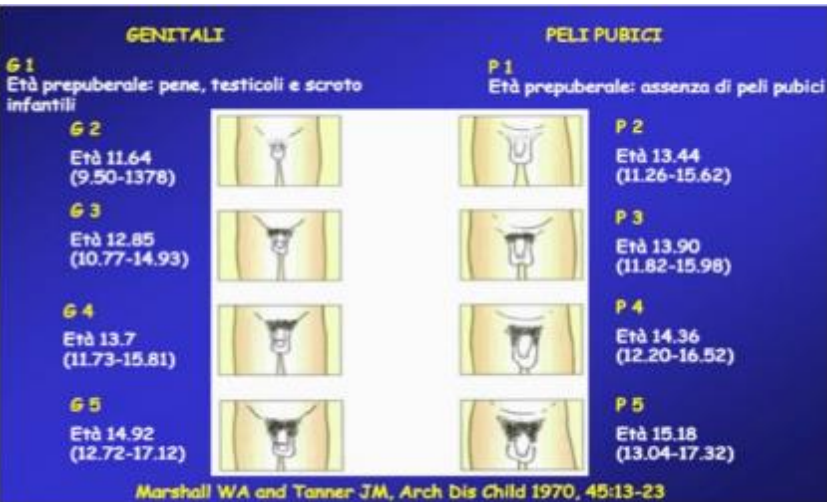 GENITALI
G 1
Età prepuberale: pene, testicoli e scroto
infantili
G 2
Età 11.64
(9.50-1378)
G 3
Età 12.85
(10.77-14.93)
G 4
Età 13.7
(11.73-15.81)
G 5
Età 14.92
(12.72-17.12)
PELI PUBICI
P 1
Età prepuberale: assenza di peli pubici
P 2
Età 13.44
(11.26-15.62)
P 3
Età 13.90
(11.82-15.98)
P 4
Età 14.36
(12.20-16.52)
P 5
Età 15.18
(13.04-17.32)
Marshall WA and Tanner JM, Arch Dis Child 1970, 45:13-23